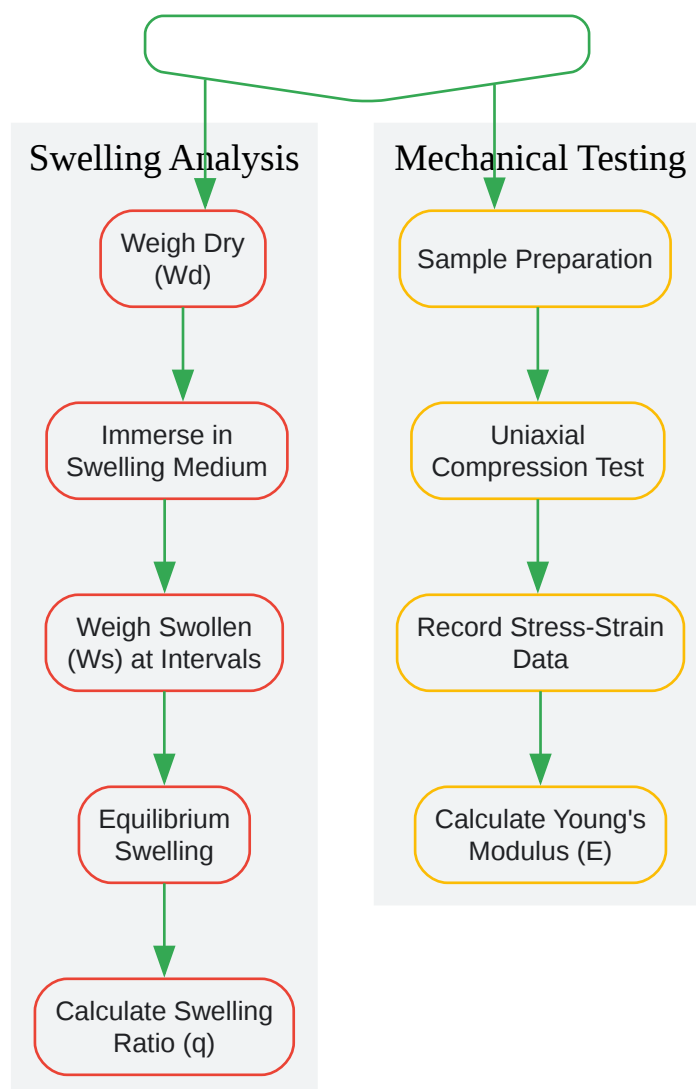 Swelling Analysis
Weigh Dry
(Wd)
Immerse in
Swelling Medium
Weigh Swollen
(Ws) at Intervals
Equilibrium
Swelling
Calculate Swelling
Ratio (q)
Mechanical Testing
Sample Preparation
Uniaxial
Compression Test
Record Stress-Strain
Data
Calculate Young's
Modulus (E)